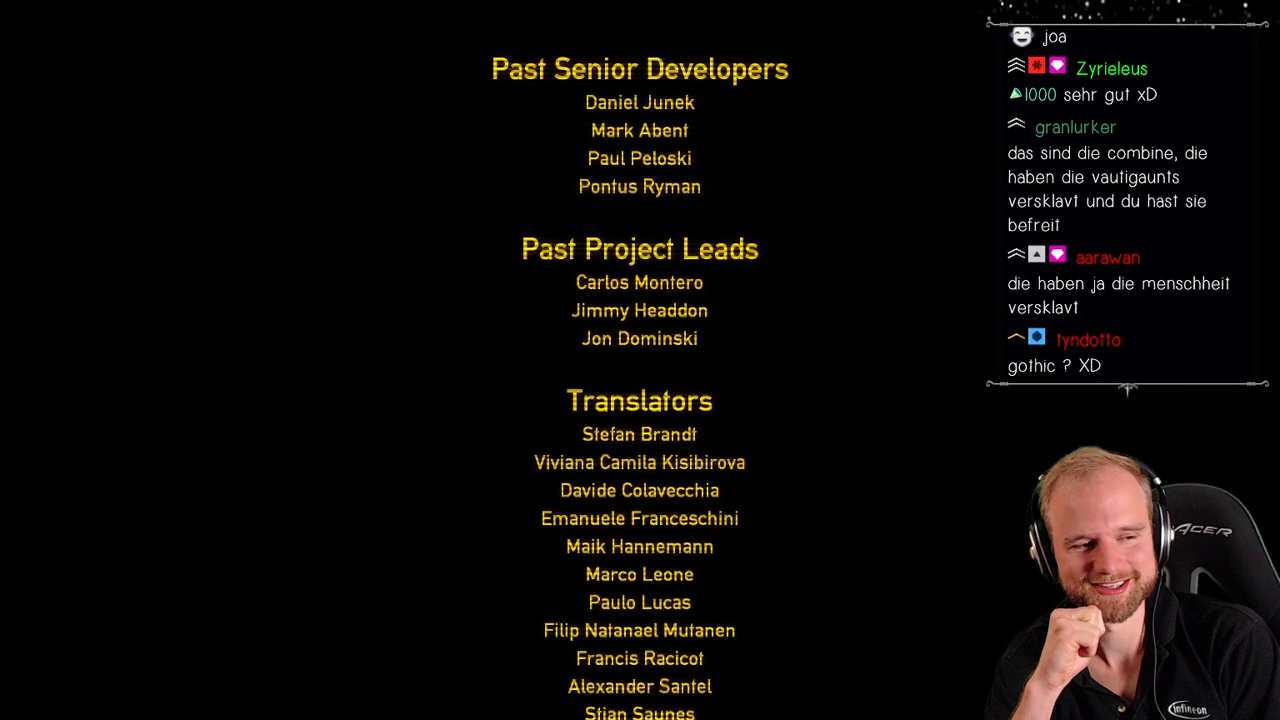 Past Senior Developers
Daniel Junek
Mark Abent
Paul Peloski
Pontus Ryman
Past Project Leads
Carlos Montero
Jimmy Headdon
Jon Dominski
Translators
Stefan Brandt
Viviana Camila Kisibirova
Davide Colavecchia
Emanuele Franceschini
Maik Hannemann
Marco Leone
Paulo Lucas
Filip Natanael Mutanen
Francis Racicot
Alexander Santel
Stian Saunes
joa
Zyrieleus
1000 sehr gut xD
granlurker
das sind die combine, die
haben die vautigaunts
versklavt und du hast sie
befreit
aarawan
die haben ja die menschheit
versklavt
tyndotto
gothic ? XD
ACER
infineon